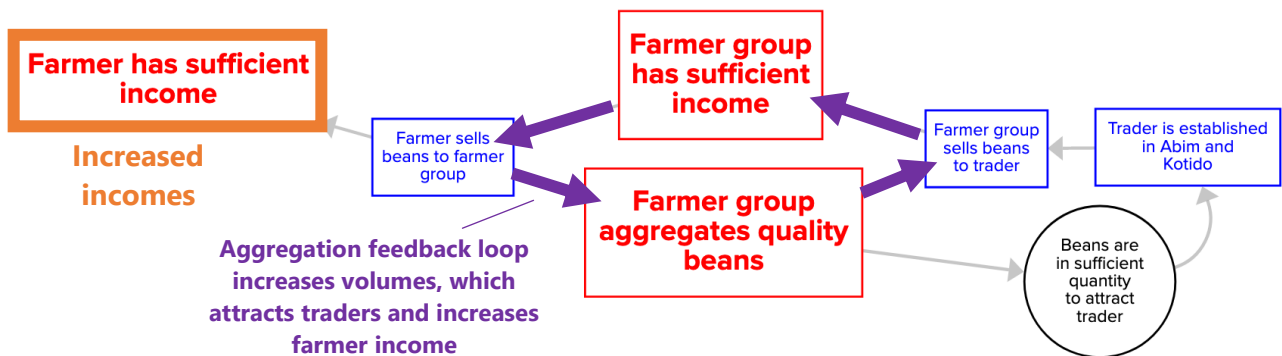 Farmer has sufficient
income
Increased
incomes
Farmer sells
beans to farmer
group
Farmer group
has sufficient
income
Farmer group
aggregates quality
beans
Aggregation feedback loop
increases volumes, which
attracts traders and increases
farmer income
Farmer group
sells beans
to trader
Trader is established
in Abim and
Kotido
Beans are
in sufficient
quantity
to attract
trader